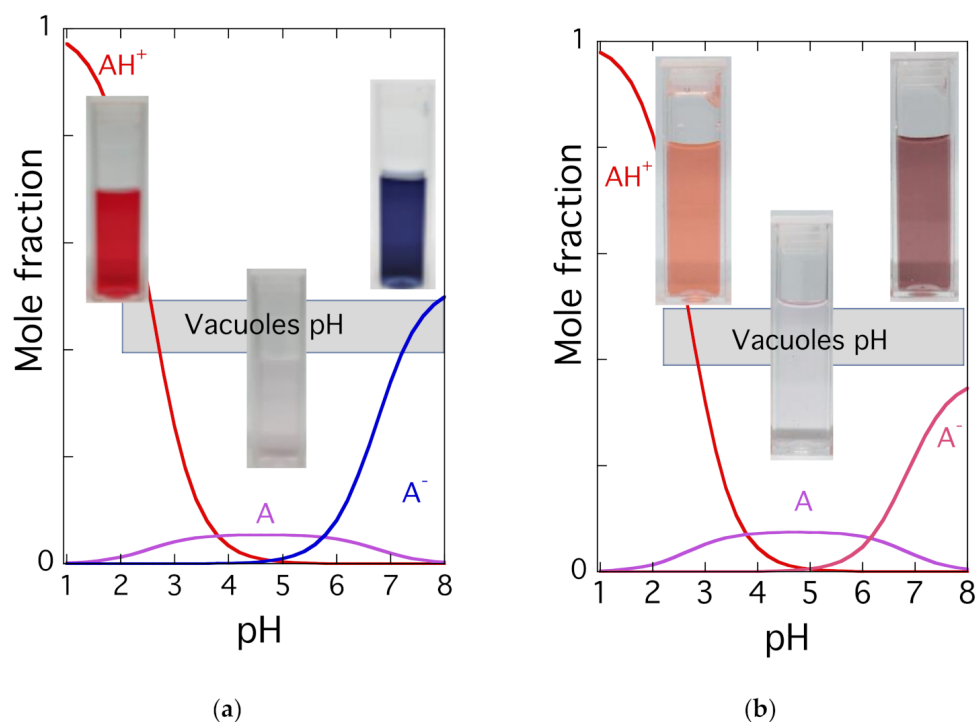 1
AH⁺
Mole fraction
Vacuoles pH
A
A⁻
0
1 2 3 4 5 6 7 8
pH
(a)
1
AH⁺
Mole fraction
Vacuoles pH
A
A⁻
0
1 2 3 4 5 6 7 8
pH
(b)